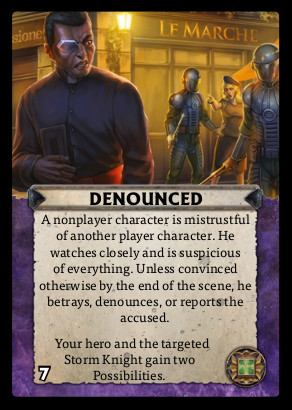 sione
LE MARCHÉ
DENOUNCED
A nonplayer character is mistrustful
of another player character. He
watches closely and is suspicious
of everything. Unless convinced
otherwise by the end of the scene, he
betrays, denounces, or reports the
accused.
Your hero and the targeted
Storm Knight gain two
Possibilities.
7